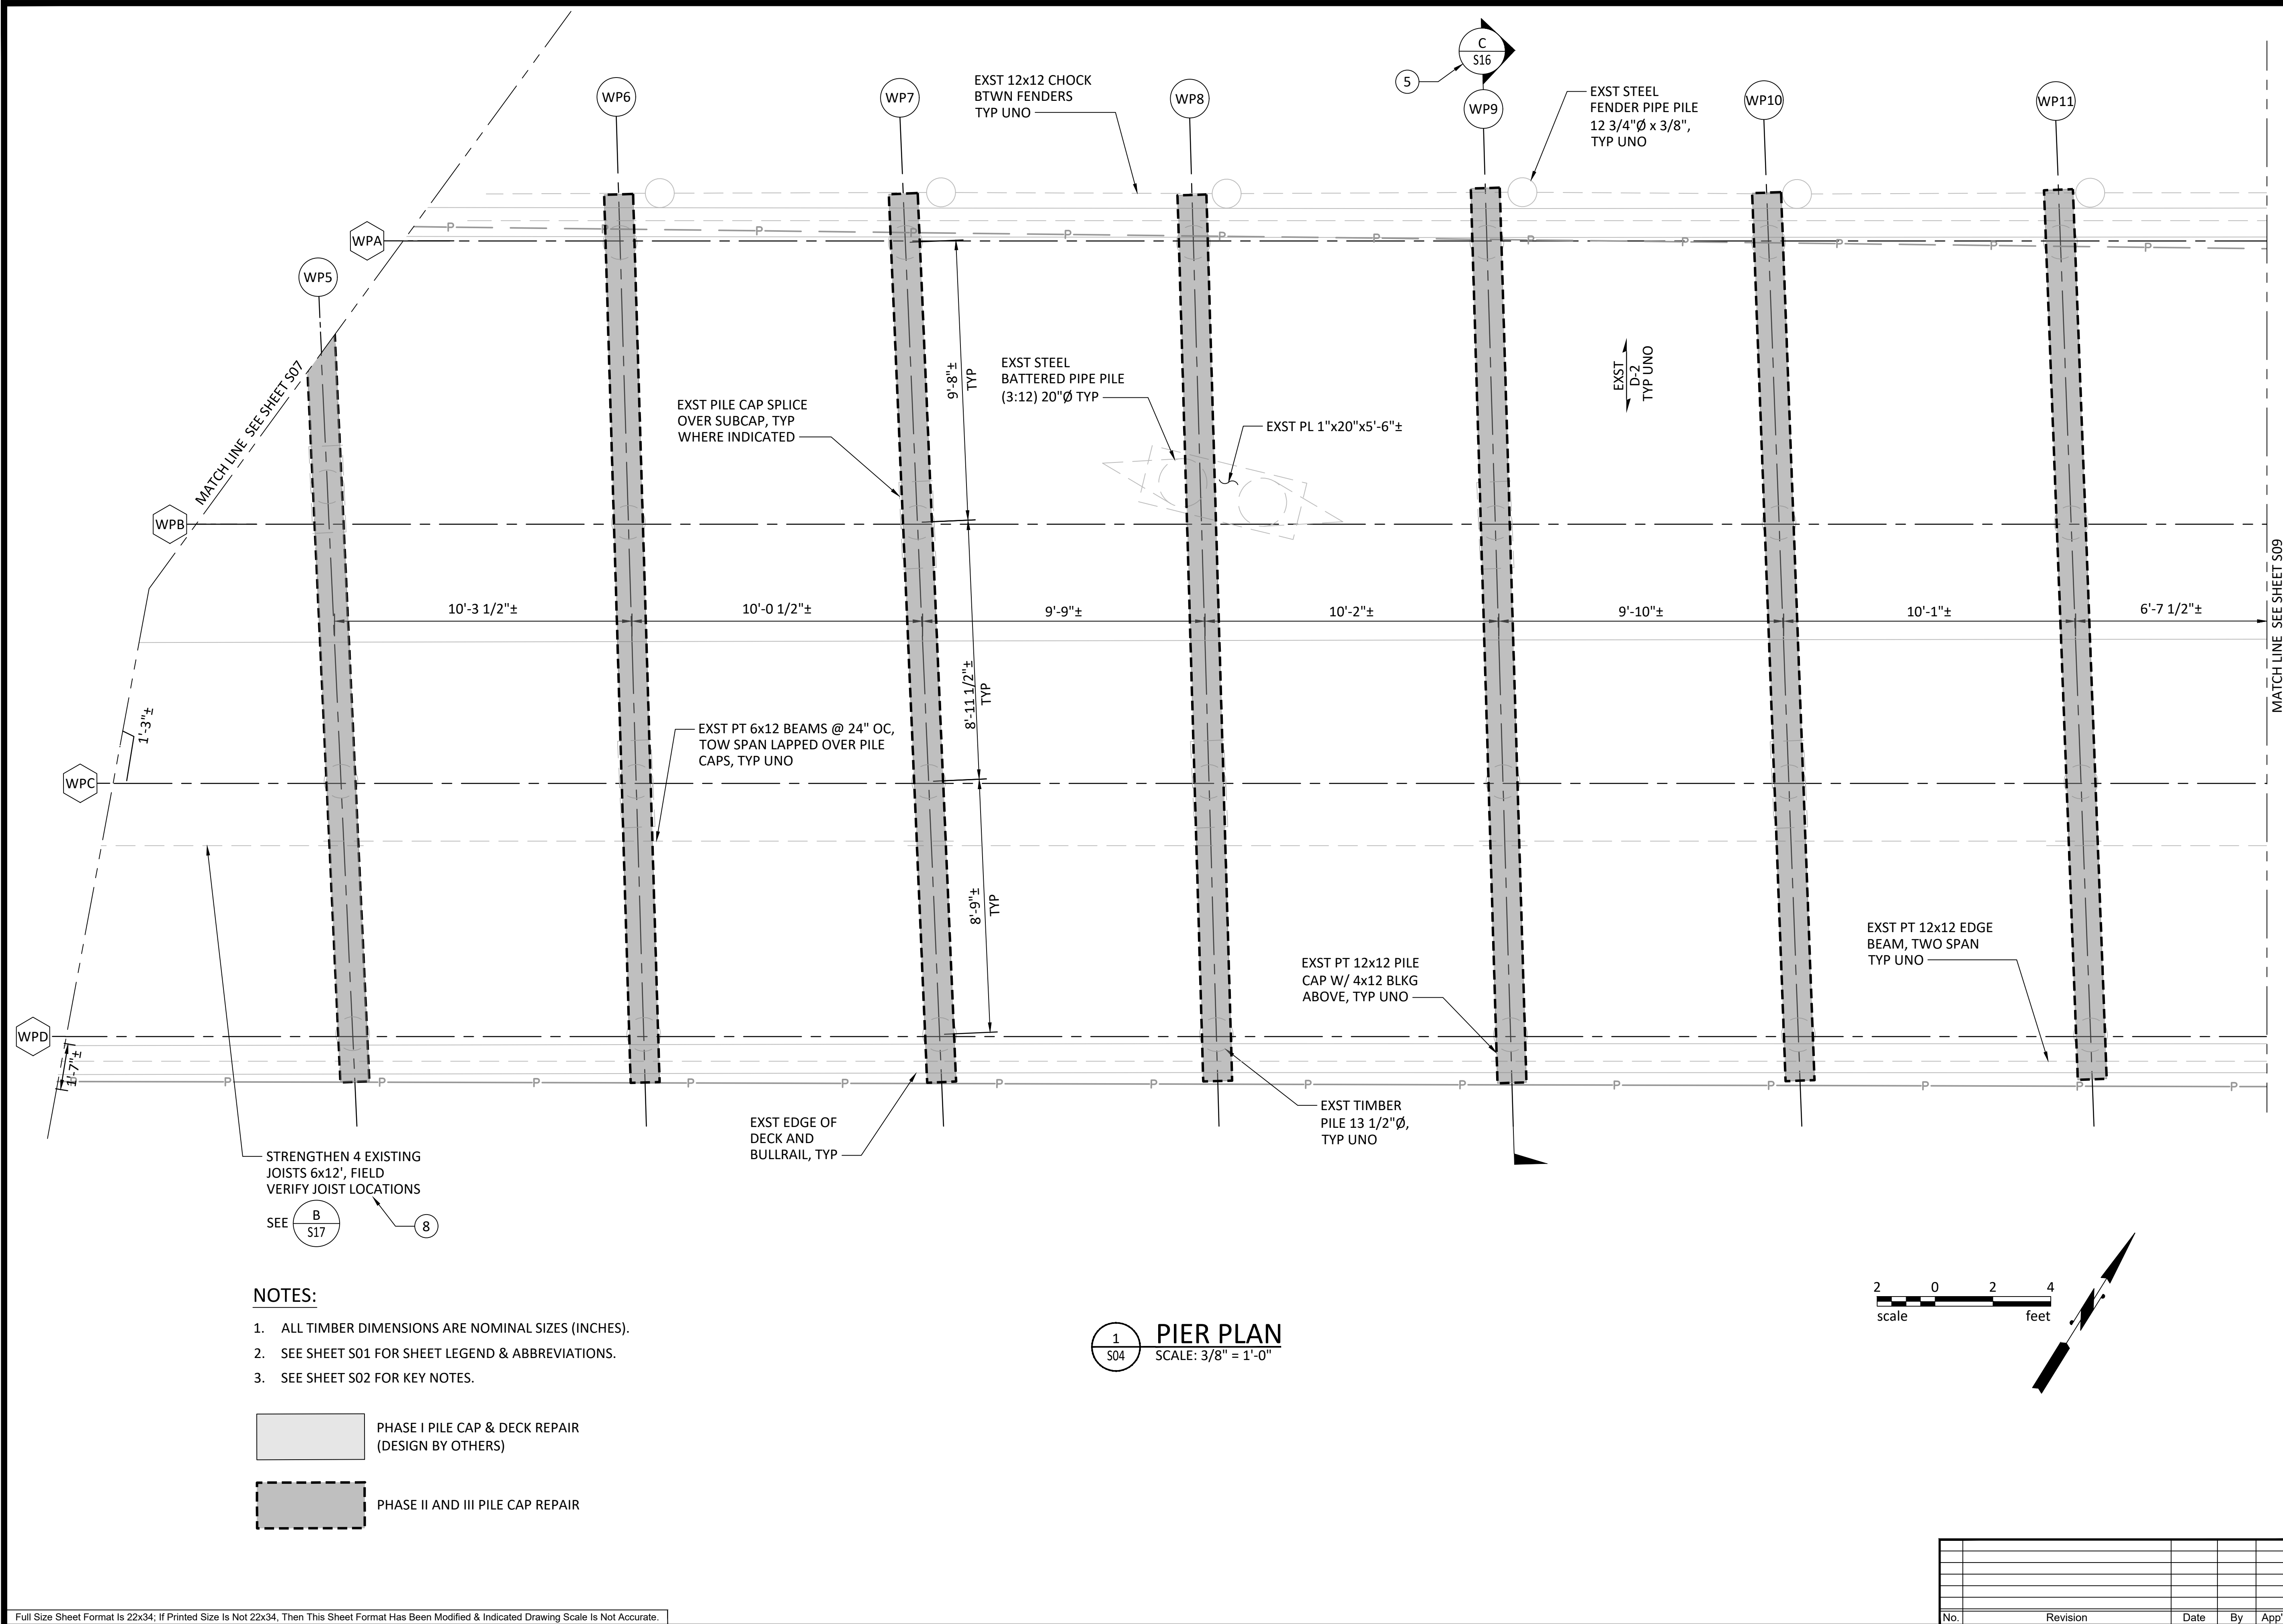 C
S16
5
WP6
WP7
EXST 12x12 CHOCK
BTWN FENDERS
TYP UNO
WP8
WP9
EXST STEEL
FENDER PIPE PILE
12 3/4"Ø x 3/8",
TYP UNO
WP10
WP11
WPA
P P P P P P P P P P P P
WP5
MATCH LINE SEE SHEET S07
9'-8"±
TYP
EXST STEEL
BATTERED PIPE PILE
(3:12) 20"Ø TYP
EXST
D-2
TYP UNO
EXST PILE CAP SPLICE
OVER SUBCAP, TYP
WHERE INDICATED
EXST PL 1"x20"x5'-6"±
WPB
MATCH LINE SEE SHEET S09
10'-3 1/2"±
10'-0 1/2"±
9'-9"±
10'-2"±
9'-10"±
10'-1"±
6'-7 1/2"±
8'-11 1/2"±
TYP
1'-3"±
EXST PT 6x12 BEAMS @ 24" OC,
TOW SPAN LAPPED OVER PILE
CAPS, TYP UNO
WPC
8'-9"±
TYP
EXST PT 12x12 EDGE
BEAM, TWO SPAN
TYP UNO
EXST PT 12x12 PILE
CAP W/ 4x12 BLKG
ABOVE, TYP UNO
WPD
1'-7"±
P P P P P P P P P P P P P P P
EXST EDGE OF
DECK AND
BULLRAIL, TYP
EXST TIMBER
PILE 13 1/2"Ø,
TYP UNO
STRENGTHEN 4 EXISTING
JOISTS 6x12', FIELD
VERIFY JOIST LOCATIONS
SEE
B
S17
8
NOTES:
1. ALL TIMBER DIMENSIONS ARE NOMINAL SIZES (INCHES).
2. SEE SHEET S01 FOR SHEET LEGEND & ABBREVIATIONS.
3. SEE SHEET S02 FOR KEY NOTES.
1
S04
PIER PLAN
SCALE: 3/8" = 1'-0"
2 0 2 4
scale feet
PHASE I PILE CAP & DECK REPAIR
(DESIGN BY OTHERS)
PHASE II AND III PILE CAP REPAIR
No. Revision Date By App'
Full Size Sheet Format Is 22x34; If Printed Size Is Not 22x34, Then This Sheet Format Has Been Modified & Indicated Drawing Scale Is Not Accurate.